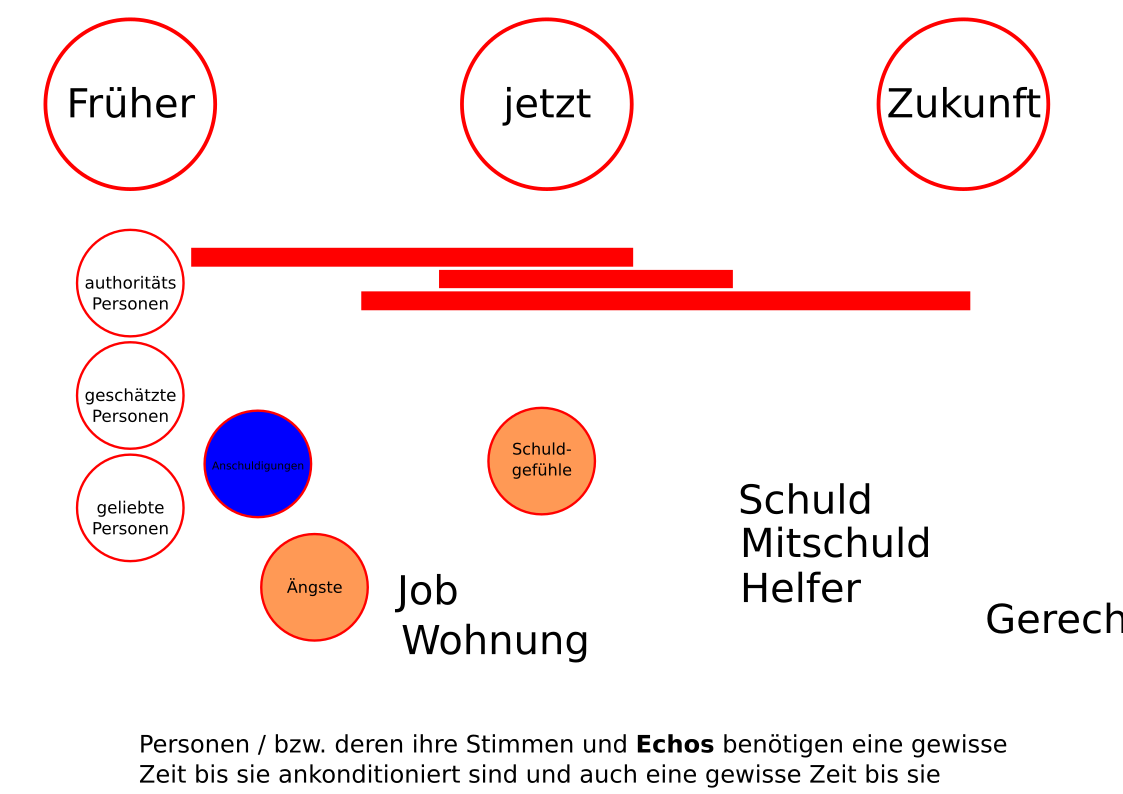 Früher
jetzt
Zukunft
authoritäts
Personen
geschätzte
Personen
Anschuldigungen
Schuld-
gefühle
geliebte
Personen
Schuld
Mitschuld
Helfer
Ängste
Job
Wohnung
Gerech
Personen / bzw. deren ihre Stimmen und Echos benötigen eine gewisse
Zeit bis sie ankonditioniert sind und auch eine gewisse Zeit bis sie